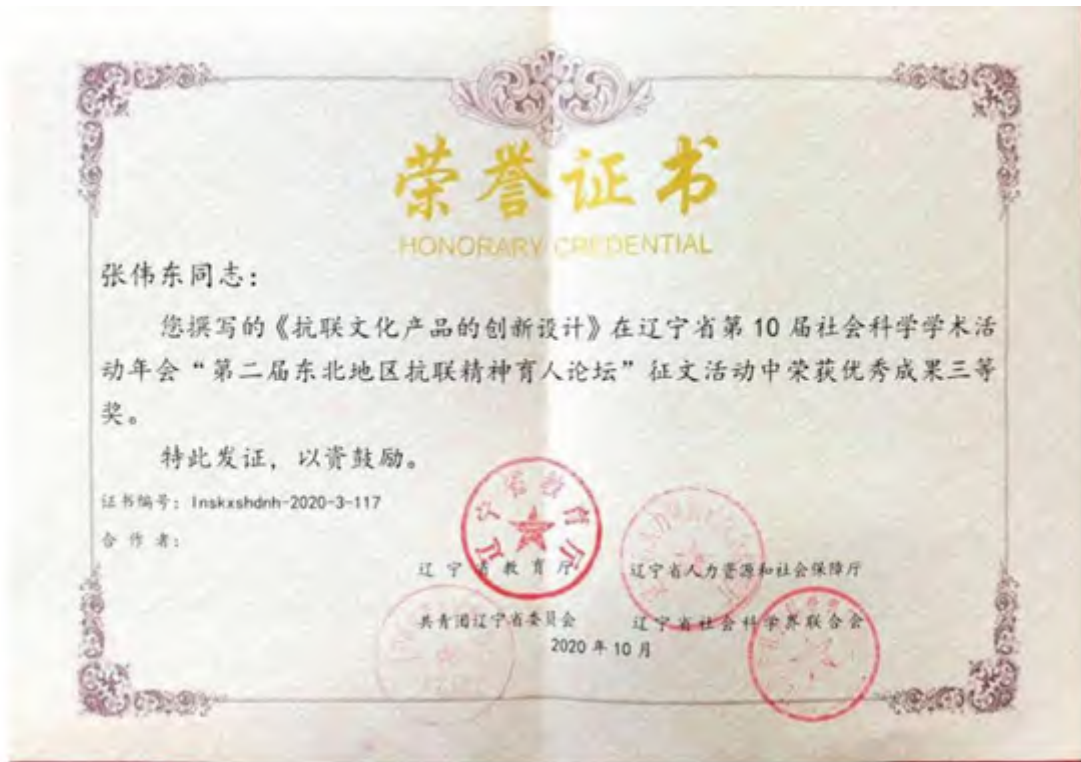 荣誉证书
HONORARY CREDENTIAL
张伟东同志：
您撰写的《抗联文化产品的创新设计》在辽宁省第10届社会科学学术活
动年会“第二届东北地区抗联精神育人论坛”征文活动中荣获优秀成果三等
奖。
特此发证，以资鼓励。
证书编号：lnskxshdnh-2020-3-117
合作者：
辽宁省教育厅
辽宁省教育厅 辽宁省人力资源和社会保障厅
共青团辽宁省委员会 辽宁省社会科学界联合会
2020年10月